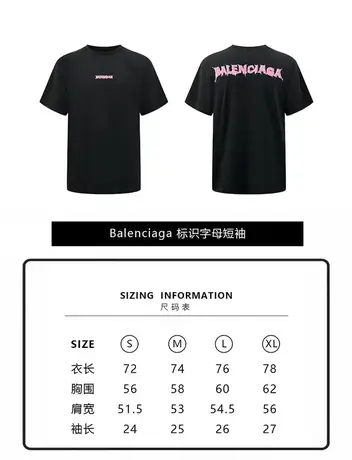 BALENCIAGA
BALENCIAGA
Balenciaga 标识字母短袖
SIZING INFORMATION
尺码表
SIZE S M L XL
衣长 72 74 76 78
胸围 56 58 60 62
肩宽 51.5 53 54.5 56
袖长 24 25 26 27